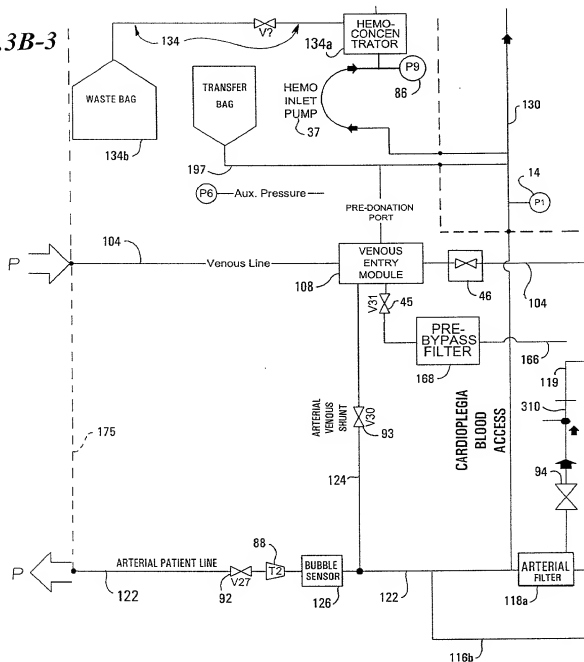 .3B-3
134
V?
134a
HEMO-
CONCEN
TRATOR
P9
86
WASTE BAG
134b
TRANSFER
BAG
HEMO
INLET
PUMP
37
130
197
P6
Aux. Pressure
14
P1
PRE-DONATION
PORT
P
104
Venous Line
108
VENOUS
ENTRY
MODULE
46
104
V31
45
PRE-
BYPASS
FILTER
168
166
119
310
ARTERIAL
VENOUS
SHUNT
V30
93
CARDIOPLEGIA
BLOOD
ACCESS
175
124
94
P
ARTERIAL PATIENT LINE
122
V27
92
88
T2
BUBBLE
SENSOR
126
122
ARTERIAL
FILTER
118a
116b